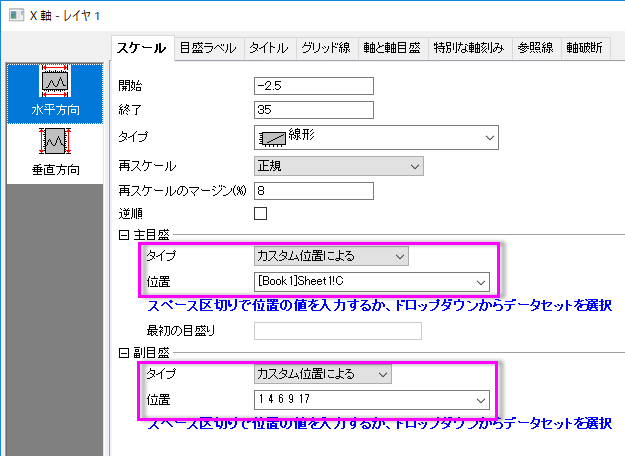 X 軸 - レイヤ 1
スケール 目盛ラベル タイトル グリッド線 軸と軸目盛 特別な軸刻み 参照線 軸破断
水平方向
垂直方向
開始 -2.5
終了 35
タイプ 線形
再スケール 正規
再スケールのマージン(%) 8
逆順
主目盛
タイプ カスタム位置による
位置 [Book1]Sheet1!C
スペース区切りで位置の値を入力するか、ドロップダウンからデータセットを選択
最初の目盛り
副目盛
タイプ カスタム位置による
位置 1 4 6 9 17
スペース区切りで位置の値を入力するか、ドロップダウンからデータセットを選択